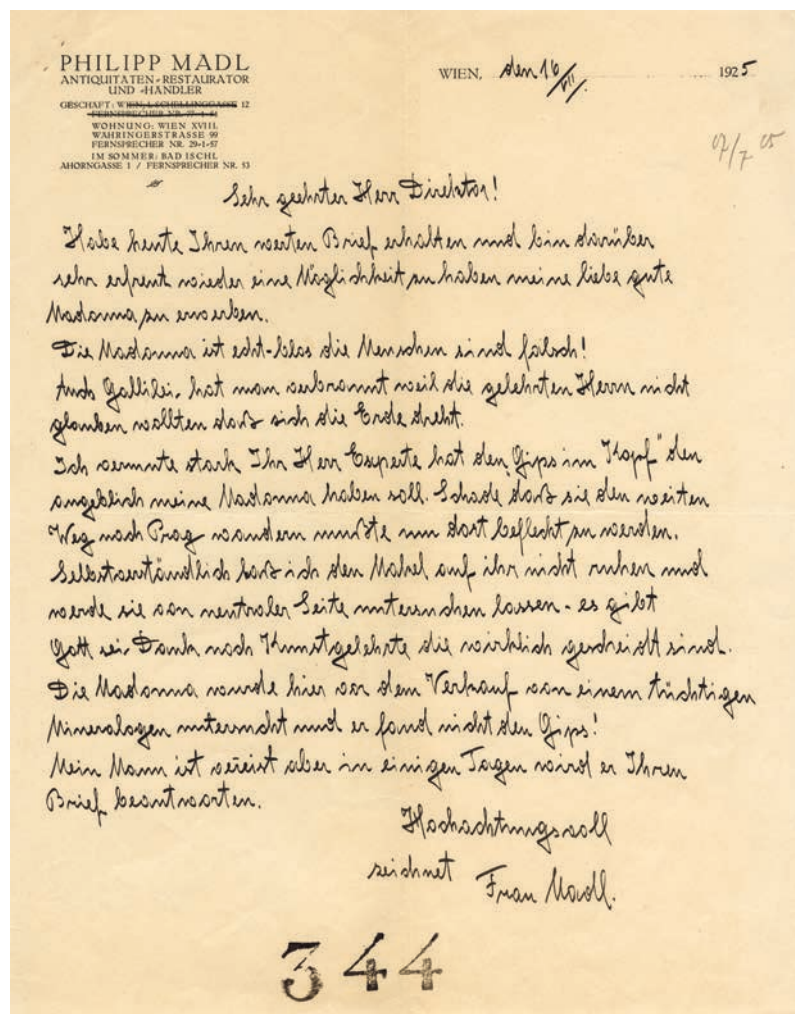 PHILIPP MADL
ANTIQUITÄTEN-RESTAURATOR
UND -HÄNDLER
GESCHÄFT: WIEN, I. SCHELLINGGASSE 12
FERNSPRECHER NR.
WOHNUNG: WIEN XVIII.
WÄHRINGERSTRASSE 99
FERNSPRECHER NR. 29-1-57
IM SOMMER: BAD ISCHL
AHORNGASSE 1 / FERNSPRECHER NR. 53
WIEN, den 16/VII. 1925
Sehr geehrter Herr Direktor!
Habe heute Ihren werten Brief erhalten und bin darüber
sehr erfreut wieder eine Möglichkeit zu haben meine liebe gute
Madonna zu erwerben.
Die Madonna ist echt-blos die Menschen sind falsch!
Auch Gallilei, hat man verbrannt weil die gelehrten Herrn nicht
glauben wollten daß sich die Erde dreht.
Ich vermute stark Ihr Herr Experte hat den „Gips im Kopf" den
angeblich meine Madonna haben soll. Schade daß sie den weiten
Weg nach Prag wandern mußte um dort befleckt zu werden.
Selbstverständlich laß ich den Makel auf ihr nicht ruhen und
werde sie von neutraler Seite untersuchen lassen - es gibt
Gott sei Dank noch Kunstgelehrte die wirklich gescheidt sind.
Die Madonna wurde hier vor dem Verkauf von einem tüchtigen
Mineralogen untersucht und er fand nicht den Gips!
Mein Mann ist vereist aber in einigen Tagen wird er Ihren
Brief beantworten.
Hochachtungsvoll
zeichnet Frau Madl.
344